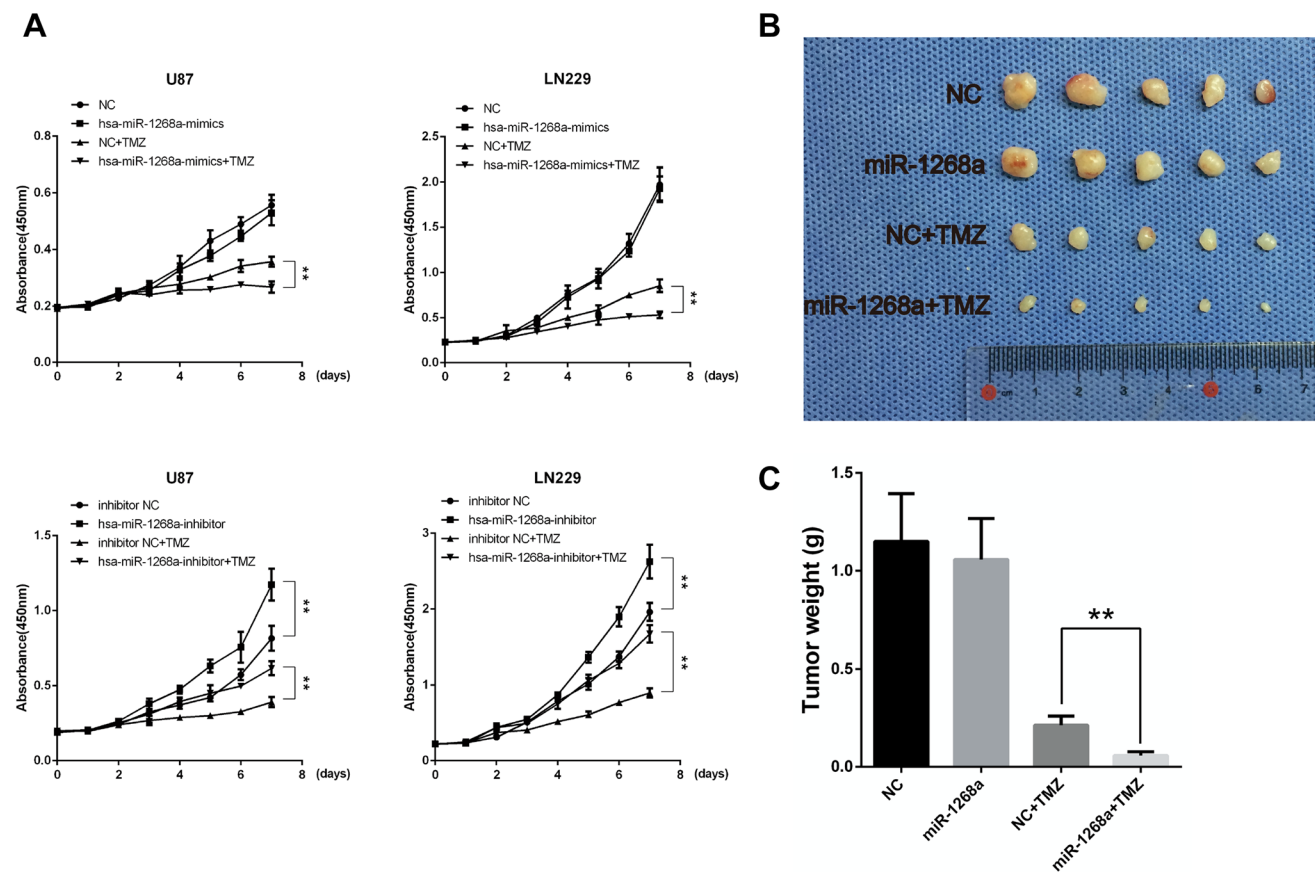 A
U87
NC
hsa-miR-1268a-mimics
NC+TMZ
hsa-miR-1268a-mimics+TMZ
Absorbance(450nm)
0.8
0.6
0.4
0.2
0.0
**
0 2 4 6 8 (days)
LN229
NC
hsa-miR-1268a-mimics
NC+TMZ
hsa-miR-1268a-mimics+TMZ
Absorbance(450nm)
2.5
2.0
1.5
1.0
0.5
0.0
**
0 2 4 6 8 (days)
U87
inhibitor NC
hsa-miR-1268a-inhibitor
inhibitor NC+TMZ
hsa-miR-1268a-inhibitor+TMZ
Absorbance(450nm)
1.5
1.0
0.5
0.0
**
**
0 2 4 6 8 (days)
LN229
inhibitor NC
hsa-miR-1268a-inhibitor
inhibitor NC+TMZ
hsa-miR-1268a-inhibitor+TMZ
Absorbance(450nm)
3
2
1
0
**
**
0 2 4 6 8 (days)
B
NC
miR-1268a
NC+TMZ
miR-1268a+TMZ
cm 1 2 3 4 5 6 7
C
Tumor weight (g)
1.5
1.0
0.5
0.0
**
NC
miR-1268a
NC+TMZ
miR-1268a+TMZ